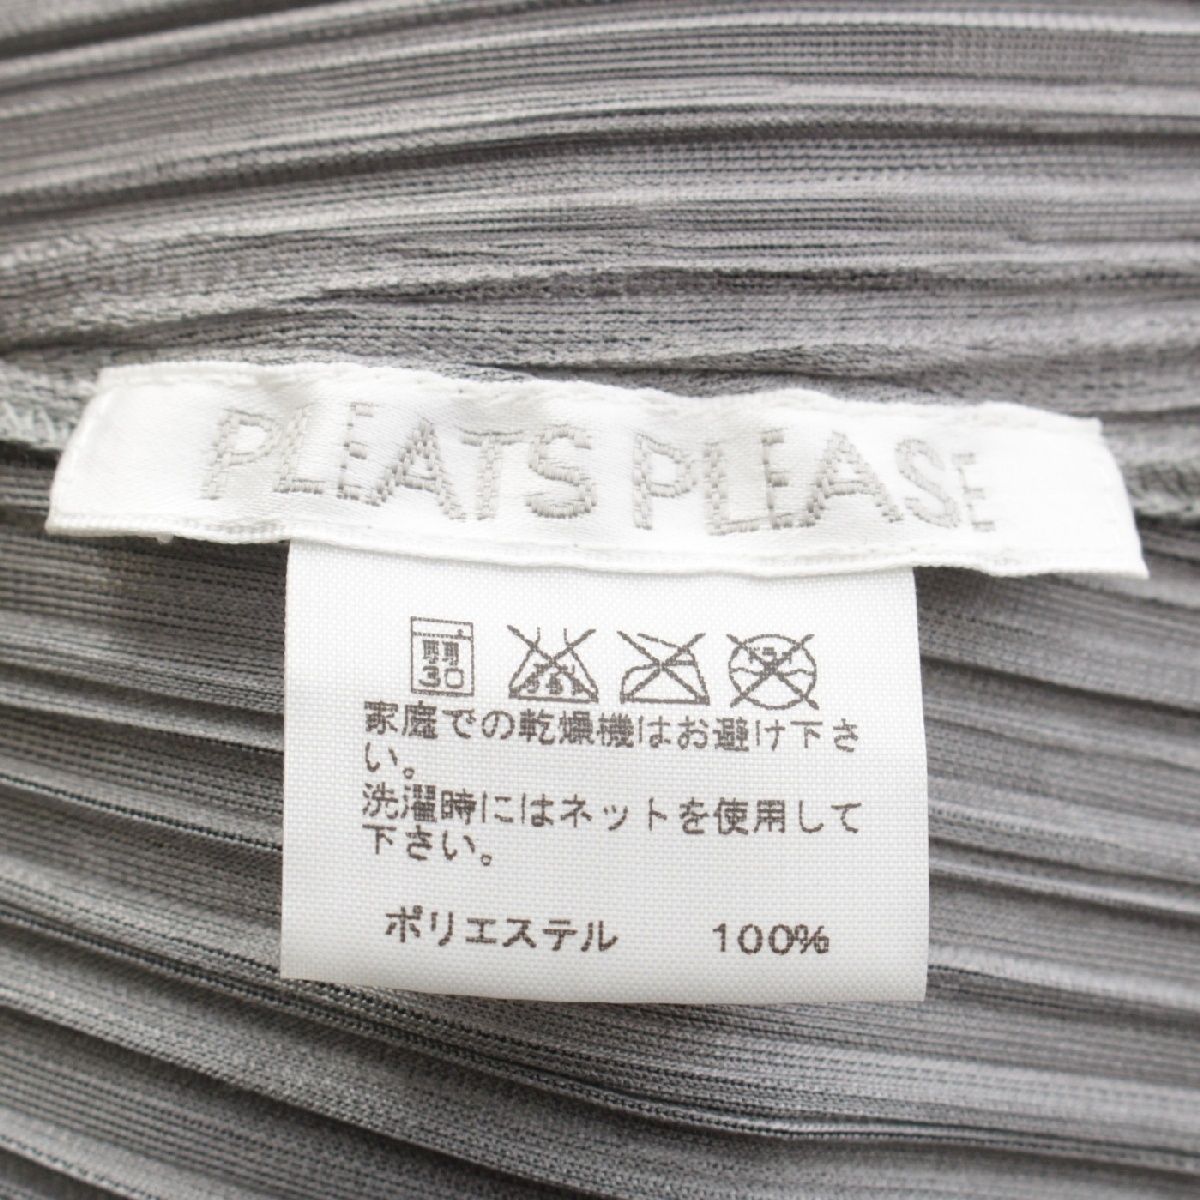 PLEATS PLEASE
30
家庭での乾燥機はお避け下さ
い。
洗濯時にはネットを使用して
下さい。
ポリエステル 100%